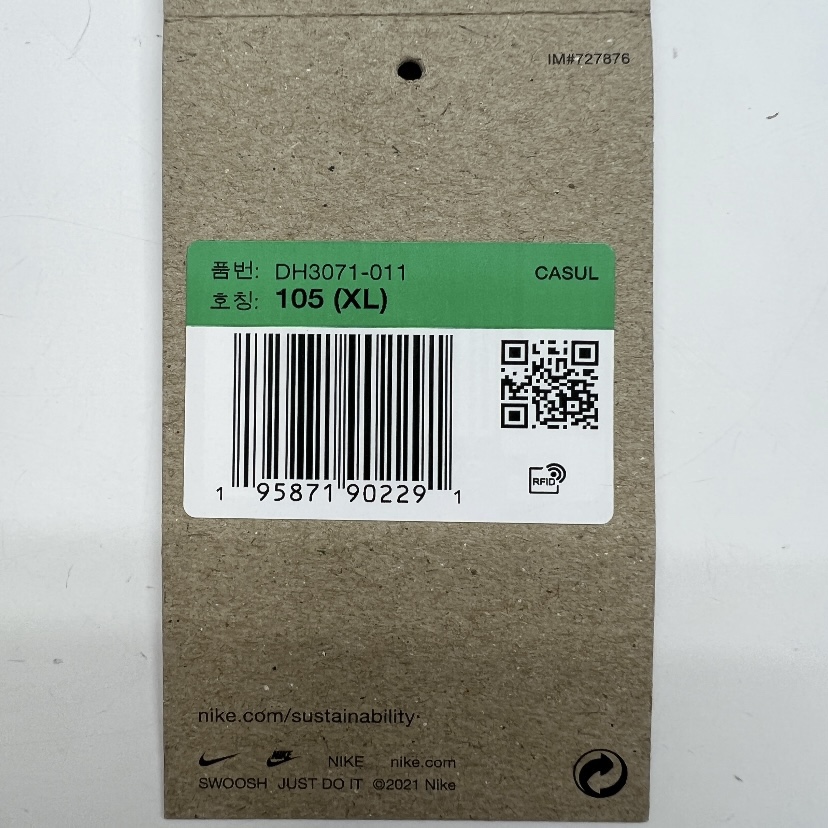 IM#727876
품번: DH3071-011
CASUL
호칭: 105 (XL)
1 95871 90229 1
RFID
nike.com/sustainability
NIKE nike.com
SWOOSH JUST DO IT ©2021 Nike